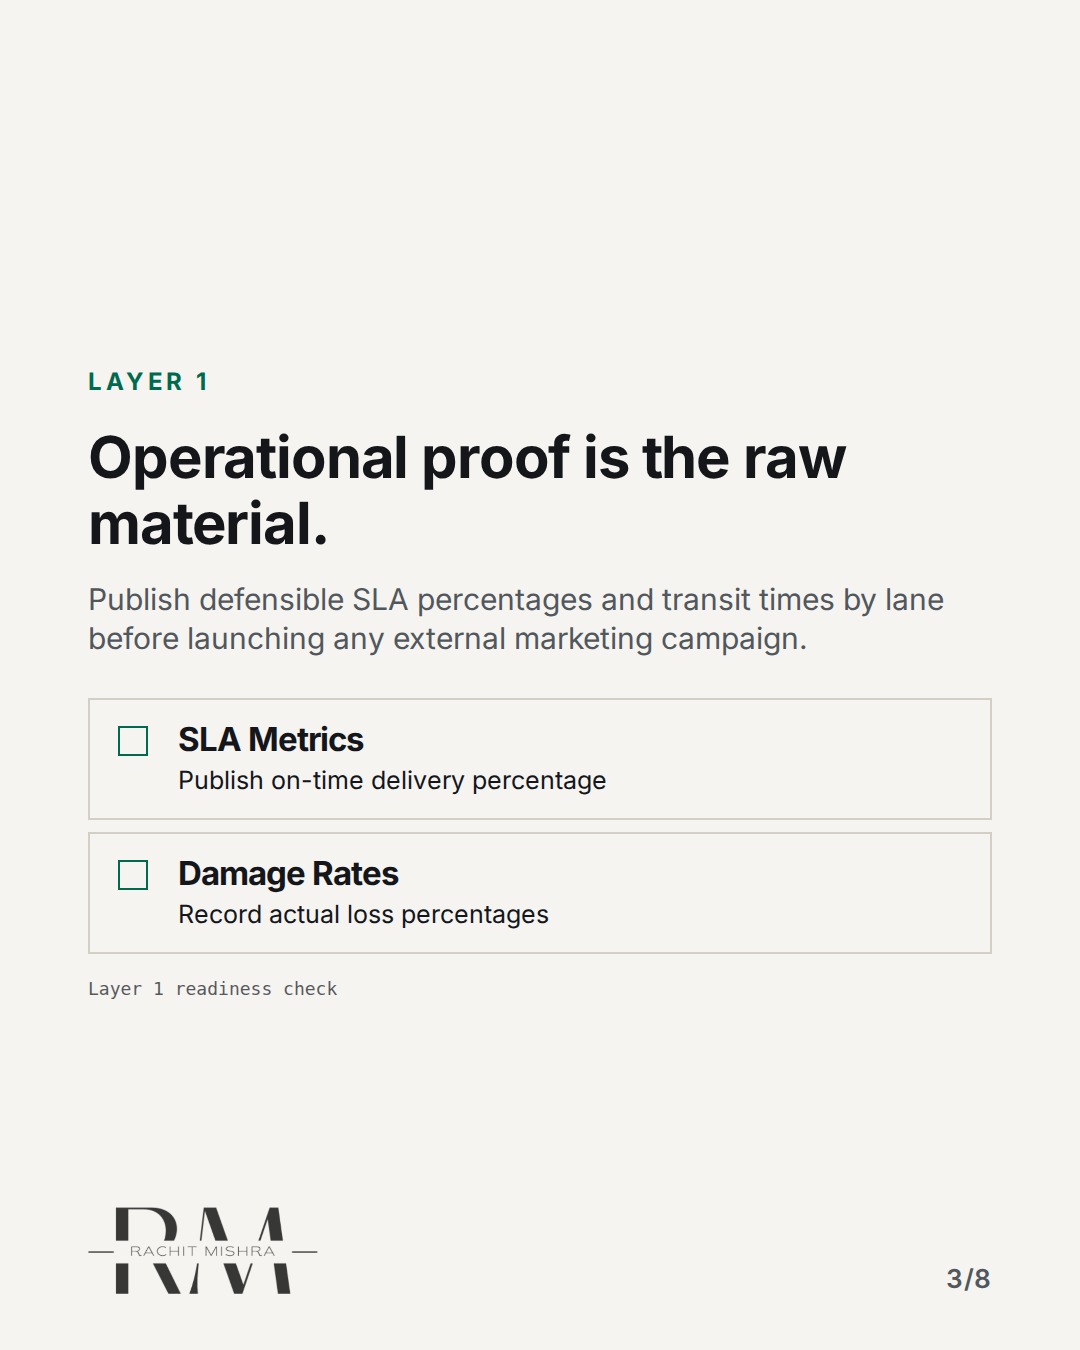 LAYER 1
Operational proof is the raw
material.
Publish defensible SLA percentages and transit times by lane
before launching any external marketing campaign.
SLA Metrics
Publish on-time delivery percentage
Damage Rates
Record actual loss percentages
Layer 1 readiness check
RM
RACHIT MISHRA
3/8